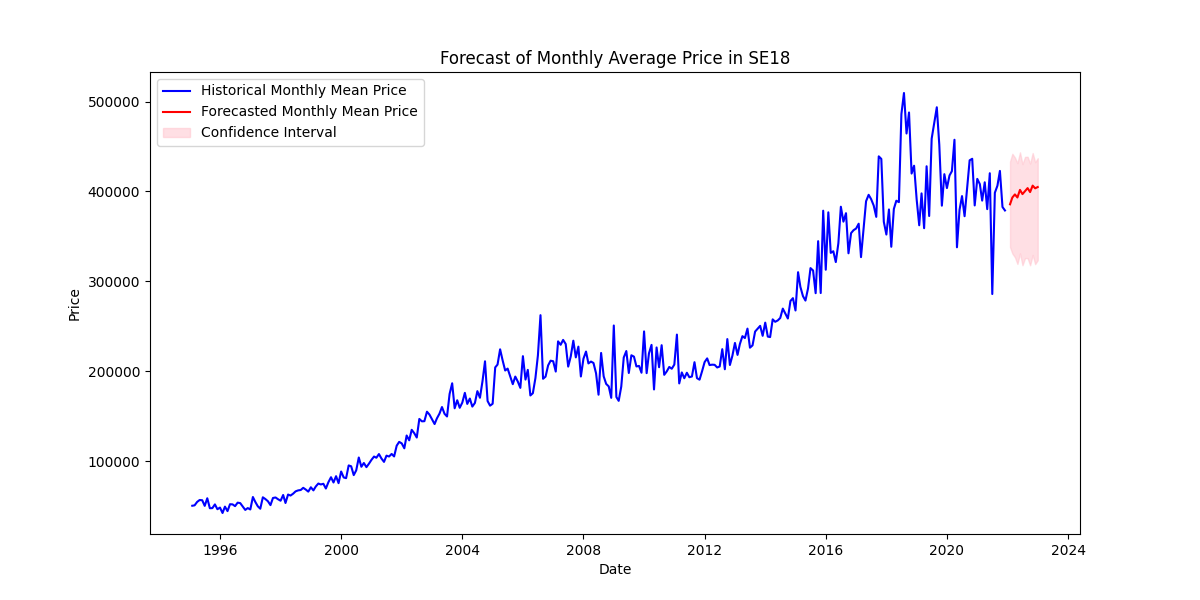 Forecast of Monthly Average Price in SE18
Historical Monthly Mean Price
Forecasted Monthly Mean Price
Confidence Interval
500000
400000
300000
200000
100000
Price
1996
2000
2004
2008
2012
2016
2020
2024
Date